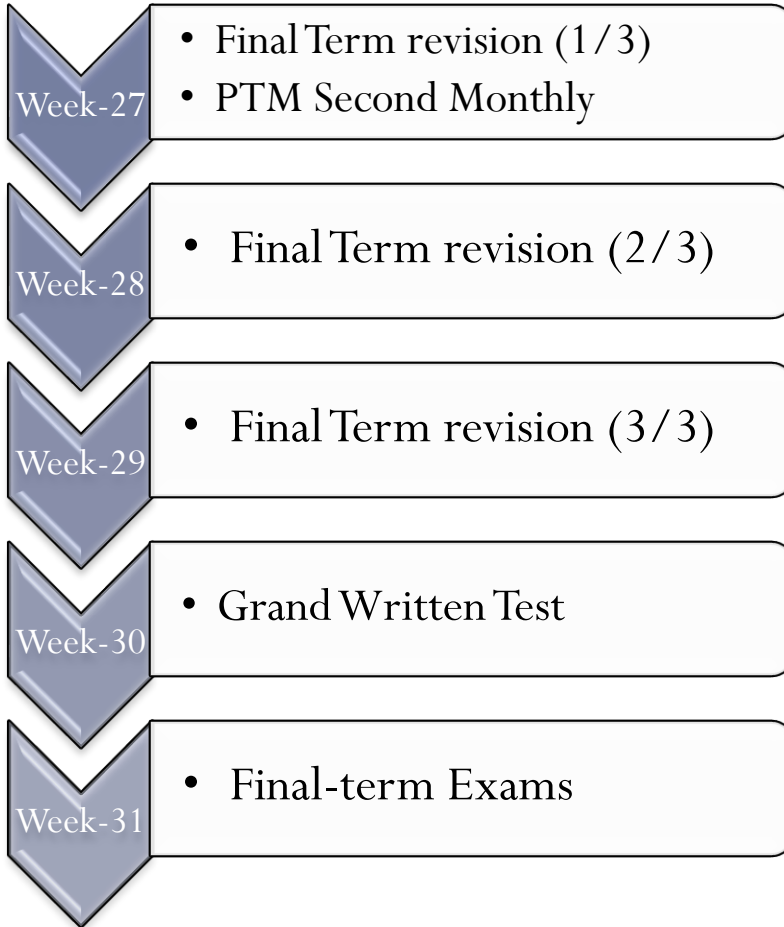 Week-27
• Final Term revision (1/3)
• PTM Second Monthly
Week-28
• Final Term revision (2/3)
Week-29
• Final Term revision (3/3)
Week-30
• Grand Written Test
Week-31
• Final-term Exams